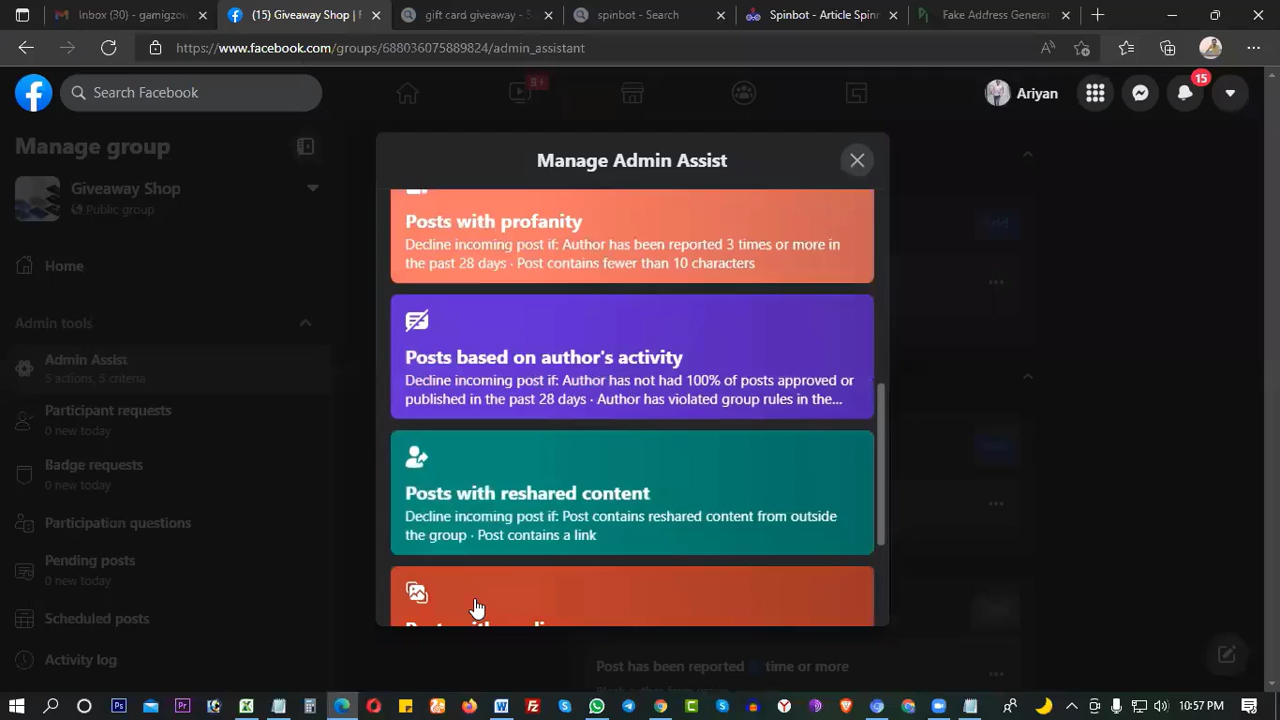 Inbox (30) - gamigzon
(15) Giveaway Shop | F
gift card giveaway - S
spinbot - Search
Spinbot - Article Spinn
Fake Address Generat
https://www.facebook.com/groups/688036075889824/admin_assistant
Search Facebook
9+
Ariyan
15
Manage group
Giveaway Shop
Public group
Home
Admin tools
Admin Assist
5 actions, 5 criteria
Participant requests
0 new today
Badge requests
0 new today
Participation questions
Pending posts
0 new today
Scheduled posts
Activity log
Manage Admin Assist
Posts with profanity
Decline incoming post if: Author has been reported 3 times or more in
the past 28 days · Post contains fewer than 10 characters
Posts based on author's activity
Decline incoming post if: Author has not had 100% of posts approved or
published in the past 28 days · Author has violated group rules in the...
Posts with reshared content
Decline incoming post if: Post contains reshared content from outside
the group · Post contains a link
Add
Post has been reported
time or more
10:57 PM